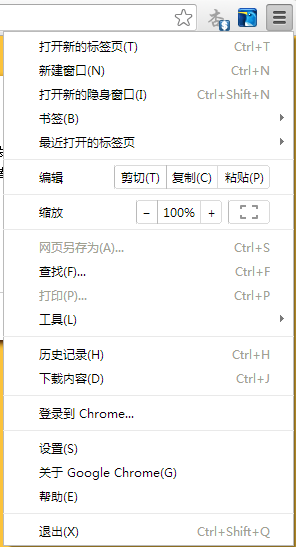 打开新的标签页(T) Ctrl+T
新建窗口(N) Ctrl+N
打开新的隐身窗口(I) Ctrl+Shift+N
书签(B)
最近打开的标签页
编辑 剪切(T) 复制(C) 粘贴(P)
缩放 − 100% +
网页另存为(A)... Ctrl+S
查找(F)... Ctrl+F
打印(P)... Ctrl+P
工具(L)
历史记录(H) Ctrl+H
下载内容(D) Ctrl+J
登录到 Chrome...
设置(S)
关于 Google Chrome(G)
帮助(E)
退出(X) Ctrl+Shift+Q